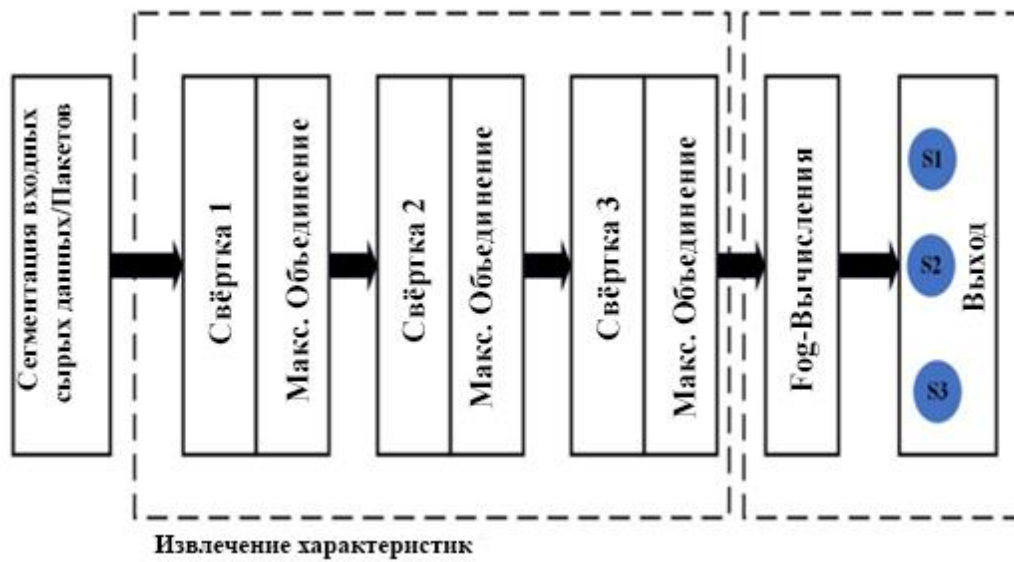 Сегментация входных
сырых данных/Пакетов
Свёртка 1
Макс. Объединение
Свёртка 2
Макс. Объединение
Свёртка 3
Макс. Объединение
Fog-Вычисления
S1
S2
S3
Выход
Извлечение характеристик